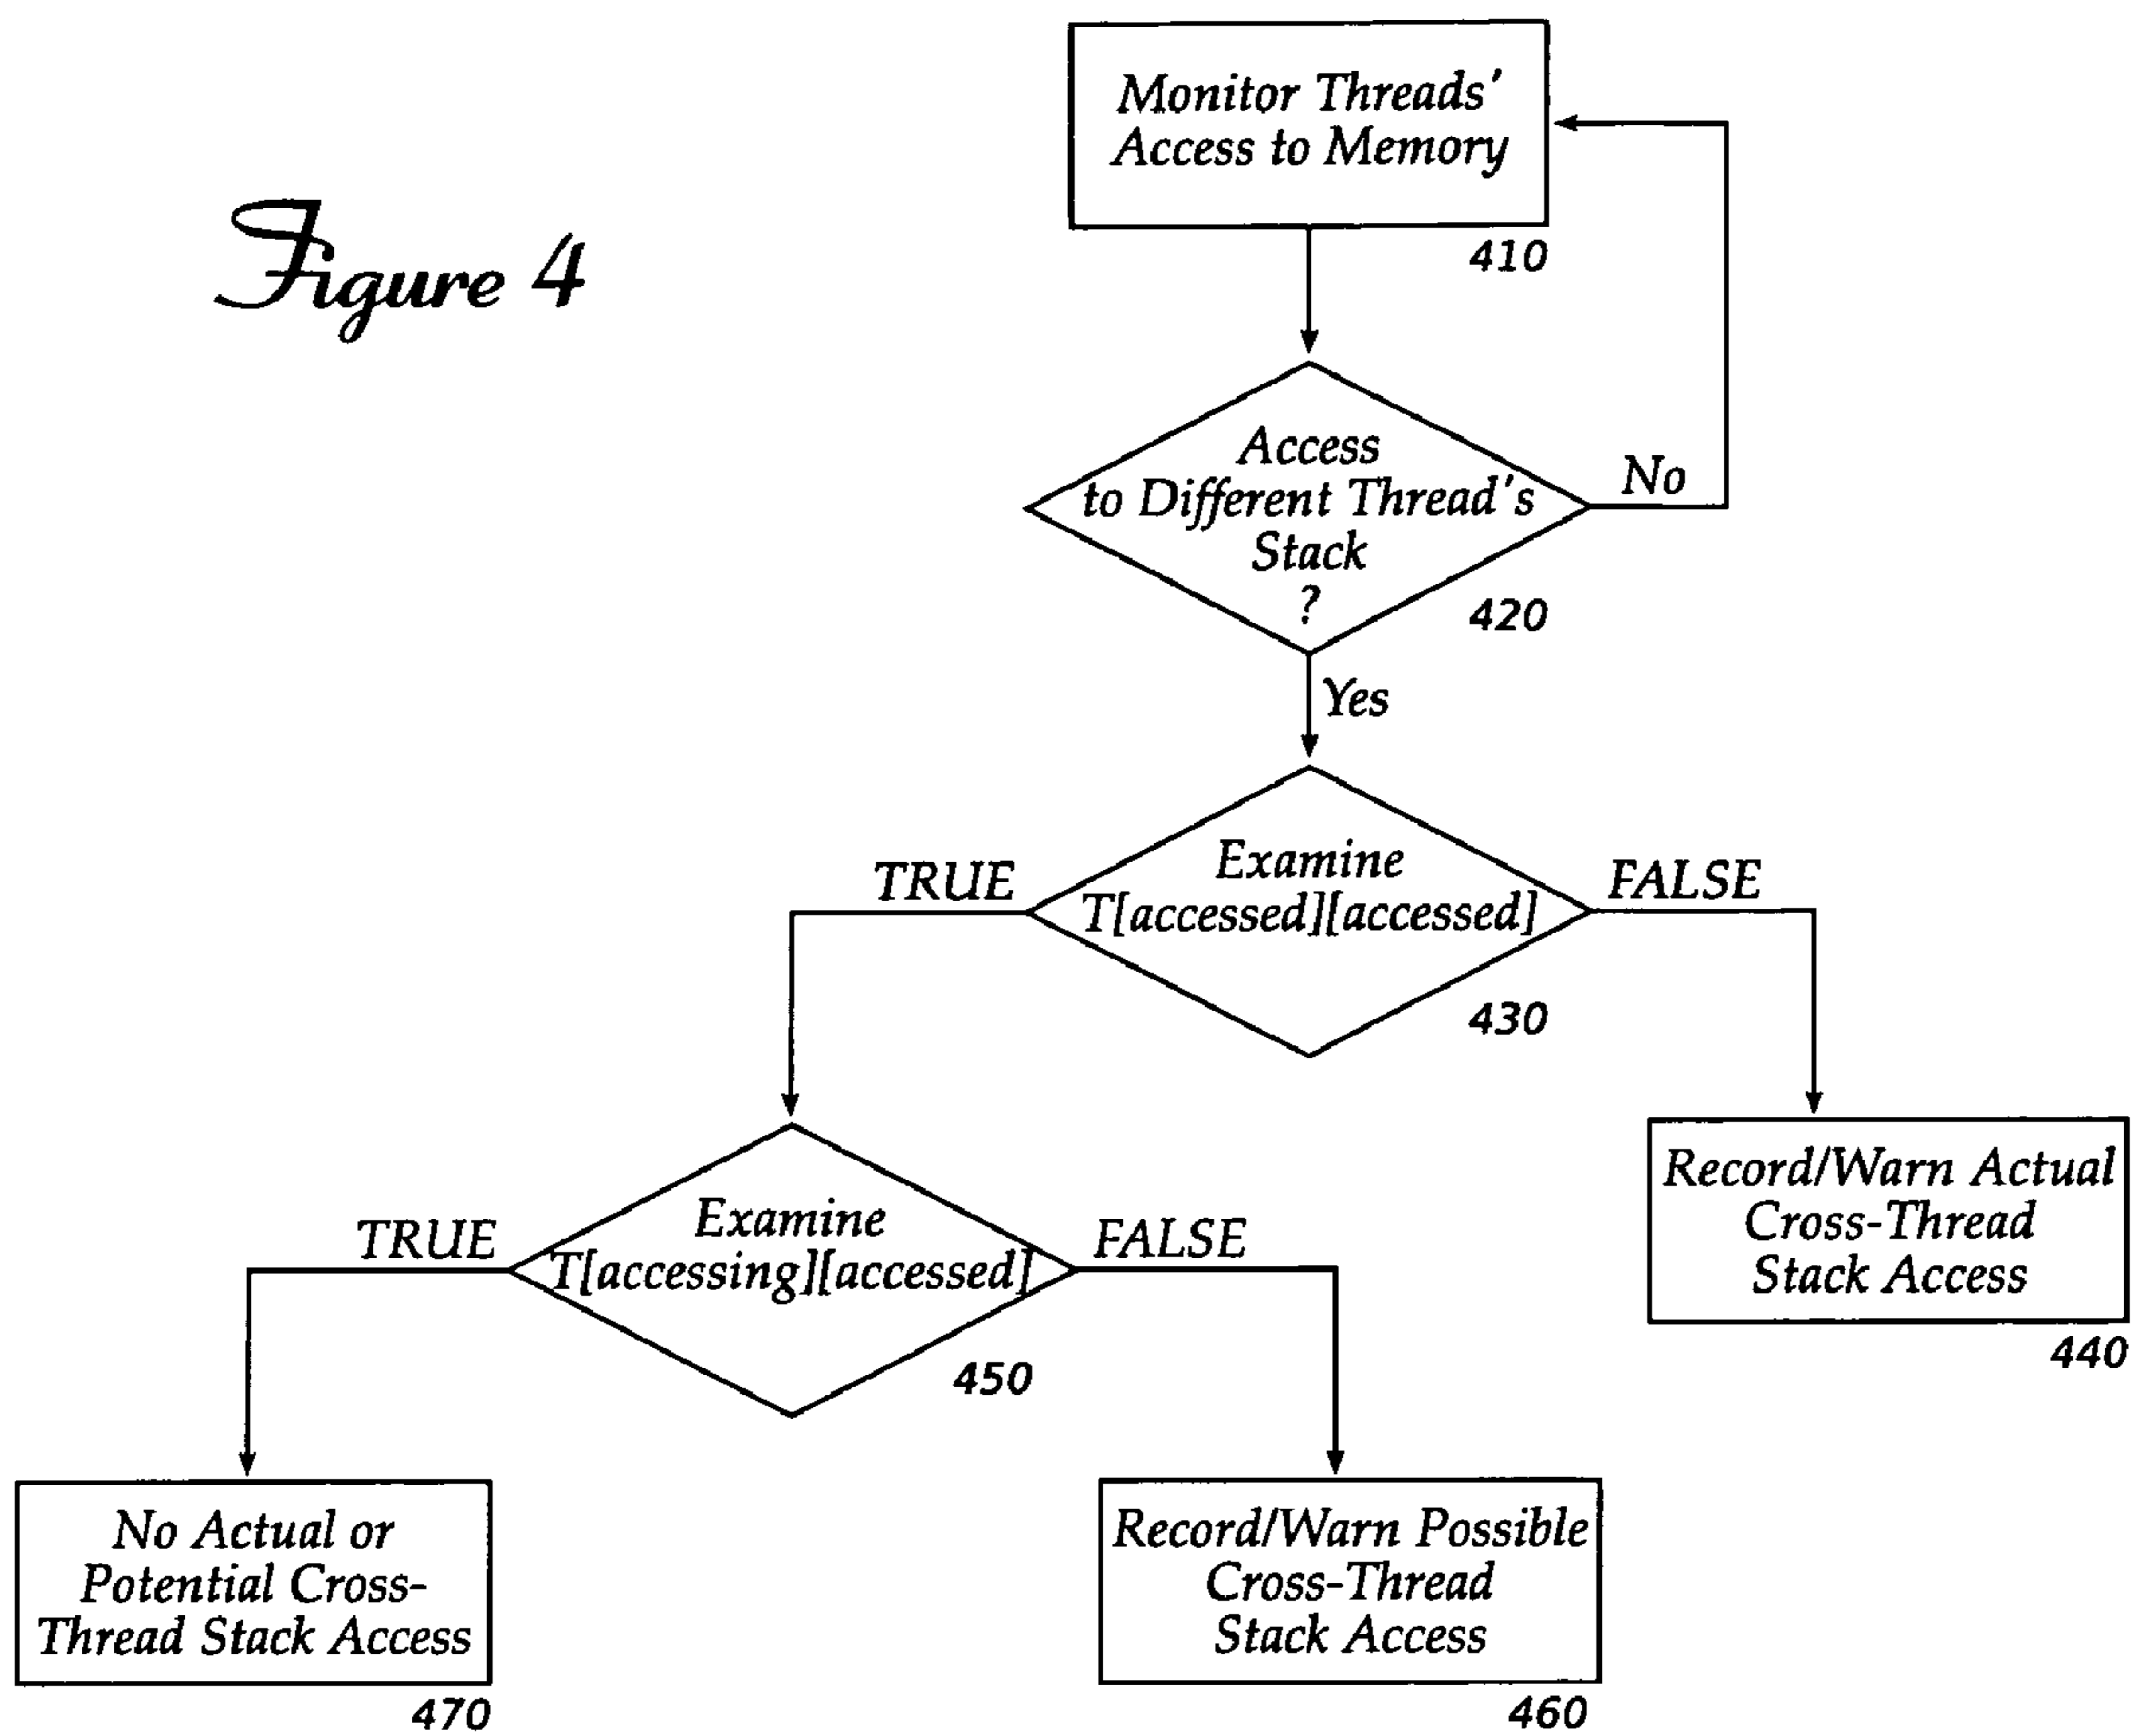 Figure 4
Monitor Threads'
Access to Memory
410
Access
to Different Thread's
Stack
?
420
No
Yes
Examine
T[accessed][accessed]
430
TRUE
FALSE
Record/Warn Actual
Cross-Thread
Stack Access
440
Examine
T[accessing][accessed]
450
TRUE
FALSE
No Actual or
Potential Cross-
Thread Stack Access
470
Record/Warn Possible
Cross-Thread
Stack Access
460